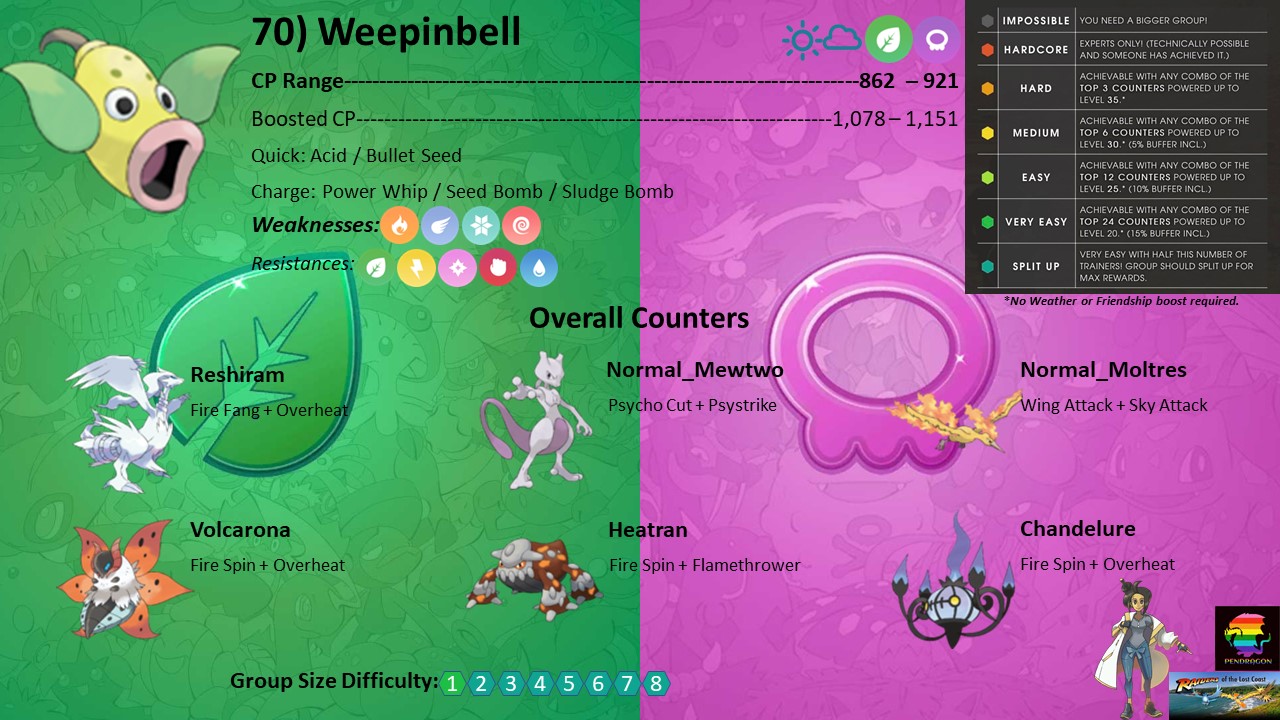 70) Weepinbell
CP Range--------------------------------------------------------------------------862 – 921
Boosted CP--------------------------------------------------------------------1,078 – 1,151
Quick: Acid / Bullet Seed
Charge: Power Whip / Seed Bomb / Sludge Bomb
Weaknesses:
Resistances:
IMPOSSIBLE YOU NEED A BIGGER GROUP!
HARDCORE EXPERTS ONLY! (TECHNICALLY POSSIBLE
AND SOMEONE HAS ACHIEVED IT.)
HARD ACHIEVABLE WITH ANY COMBO OF THE
TOP 3 COUNTERS POWERED UP TO
LEVEL 35.*
MEDIUM ACHIEVABLE WITH ANY COMBO OF THE
TOP 6 COUNTERS POWERED UP TO
LEVEL 30.* (5% BUFFER INCL.)
EASY ACHIEVABLE WITH ANY COMBO OF THE
TOP 12 COUNTERS POWERED UP TO
LEVEL 25.* (10% BUFFER INCL.)
VERY EASY ACHIEVABLE WITH ANY COMBO OF THE
TOP 24 COUNTERS POWERED UP TO
LEVEL 20.* (15% BUFFER INCL.)
SPLIT UP VERY EASY WITH HALF THIS NUMBER OF
TRAINERS! GROUP SHOULD SPLIT UP FOR
MAX REWARDS.
*No Weather or Friendship boost required.
Overall Counters
Reshiram
Fire Fang + Overheat
Normal_Mewtwo
Psycho Cut + Psystrike
Normal_Moltres
Wing Attack + Sky Attack
Volcarona
Fire Spin + Overheat
Heatran
Fire Spin + Flamethrower
Chandelure
Fire Spin + Overheat
PENDRAGON
RAIDERS of the Lost Coast
Group Size Difficulty: 1 2 3 4 5 6 7 8